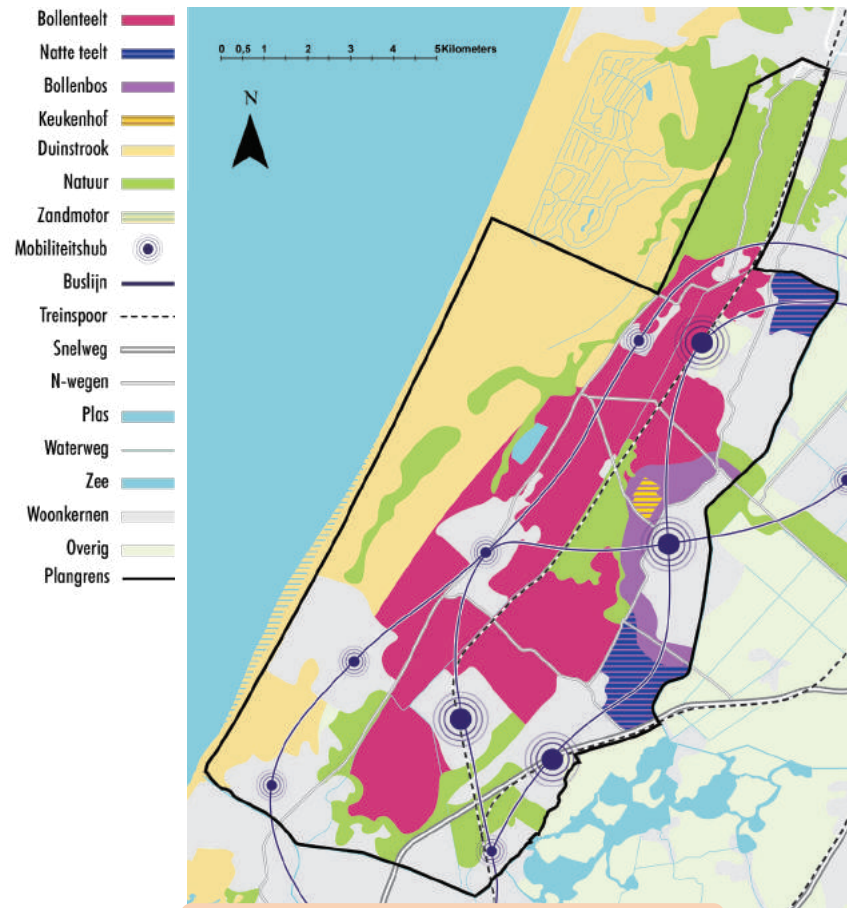 Bollenteelt
Natte teelt
Bollenbos
Keukenhof
Duinstrook
Natuur
Zandmotor
Mobiliteitshub
Buslijn
Treinspoor
Snelweg
N-wegen
Plas
Waterweg
Zee
Woonkernen
Overig
Plangrens
0 0,5 1 2 3 4 5Kilometers
N